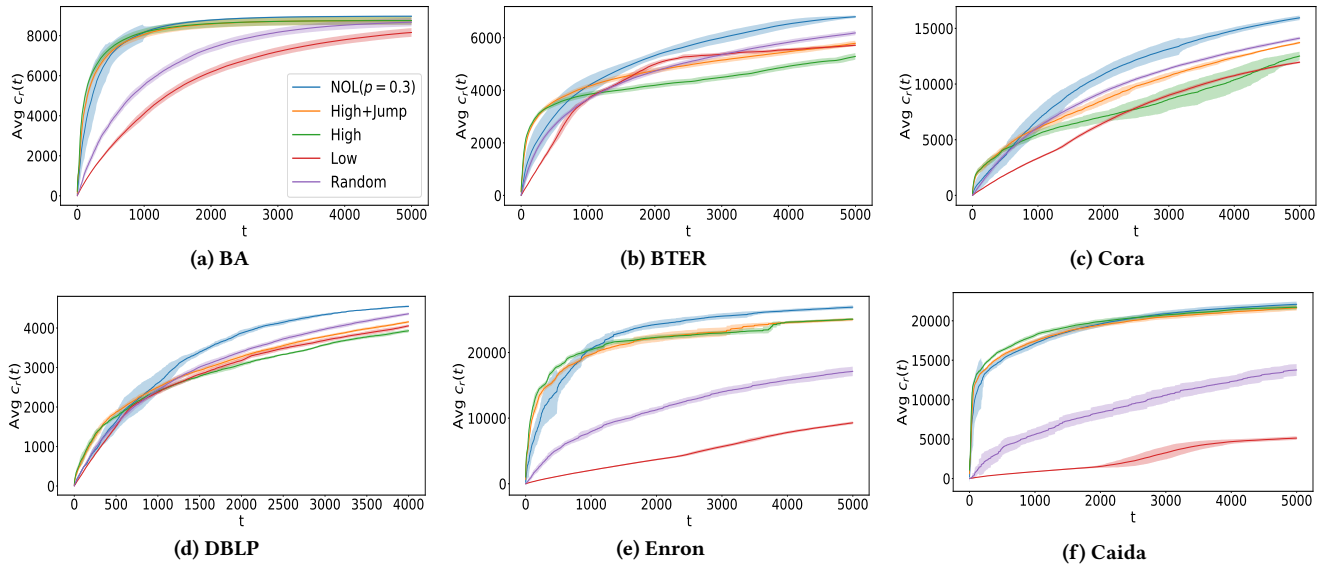 8000
6000
4000
2000
0
Avg c_r(t)
NOL(p = 0.3)
High+Jump
High
Low
Random
0 1000 2000 3000 4000 5000
t
(a) BA
6000
4000
2000
0
Avg c_r(t)
0 1000 2000 3000 4000 5000
t
(b) BTER
15000
10000
5000
0
Avg c_r(t)
0 1000 2000 3000 4000 5000
t
(c) Cora
4000
3000
2000
1000
0
Avg c_r(t)
0 500 1000 1500 2000 2500 3000 3500 4000
t
(d) DBLP
20000
10000
0
Avg c_r(t)
0 1000 2000 3000 4000 5000
t
(e) Enron
20000
15000
10000
5000
0
Avg c_r(t)
0 1000 2000 3000 4000 5000
t
(f) Caida